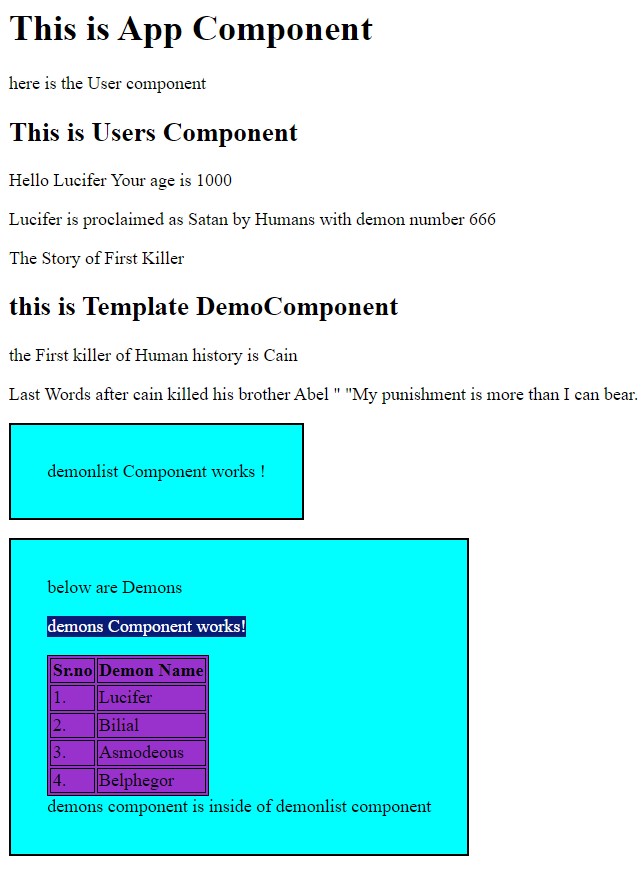 This is App Component
here is the User component
This is Users Component
Hello Lucifer Your age is 1000
Lucifer is proclaimed as Satan by Humans with demon number 666
The Story of First Killer
this is Template DemoComponent
the First killer of Human history is Cain
Last Words after cain killed his brother Abel " "My punishment is more than I can bear.
demonlist Component works !
below are Demons
demons Component works!
Sr.no Demon Name
1. Lucifer
2. Bilial
3. Asmodeous
4. Belphegor
demons component is inside of demonlist component